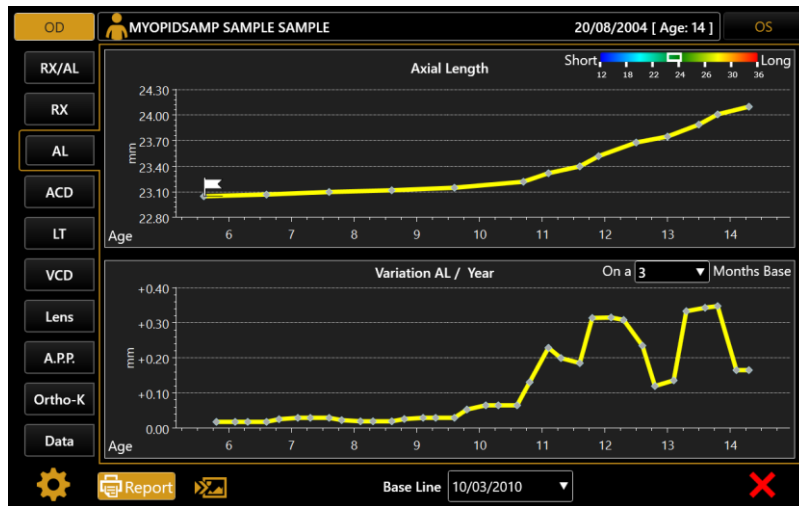 OD
MYOPIDSAMP SAMPLE SAMPLE
20/08/2004 [ Age: 14 ]
OS
RX/AL
RX
AL
ACD
LT
VCD
Lens
A.P.P.
Ortho-K
Data
Axial Length
Short
Long
12 18 22 24 26 30 36
24.30
24.00
23.70
23.40
23.10
22.80
mm
Age
6 7 8 9 10 11 12 13 14
Variation AL / Year
On a 3 Months Base
+0.40
+0.30
+0.20
+0.10
0.00
mm
Age
6 7 8 9 10 11 12 13 14
Report
Base Line 10/03/2010